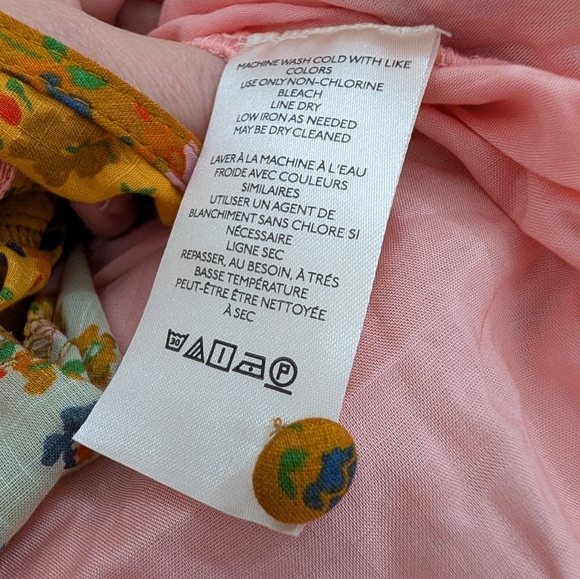 MACHINE WASH COLD WITH LIKE
COLORS
USE ONLY NON-CHLORINE
BLEACH
LINE DRY
LOW IRON AS NEEDED
MAY BE DRY CLEANED
LAVER À LA MACHINE À L'EAU
FROIDE AVEC COULEURS
SIMILAIRES
UTILISER UN AGENT DE
BLANCHIMENT SANS CHLORE SI
NÉCESSAIRE
LIGNE SEC
REPASSER, AU BESOIN, À TRÉS
BASSE TEMPÉRATURE
PEUT-ÊTRE ÊTRE NETTOYÉE
À SEC
30 P